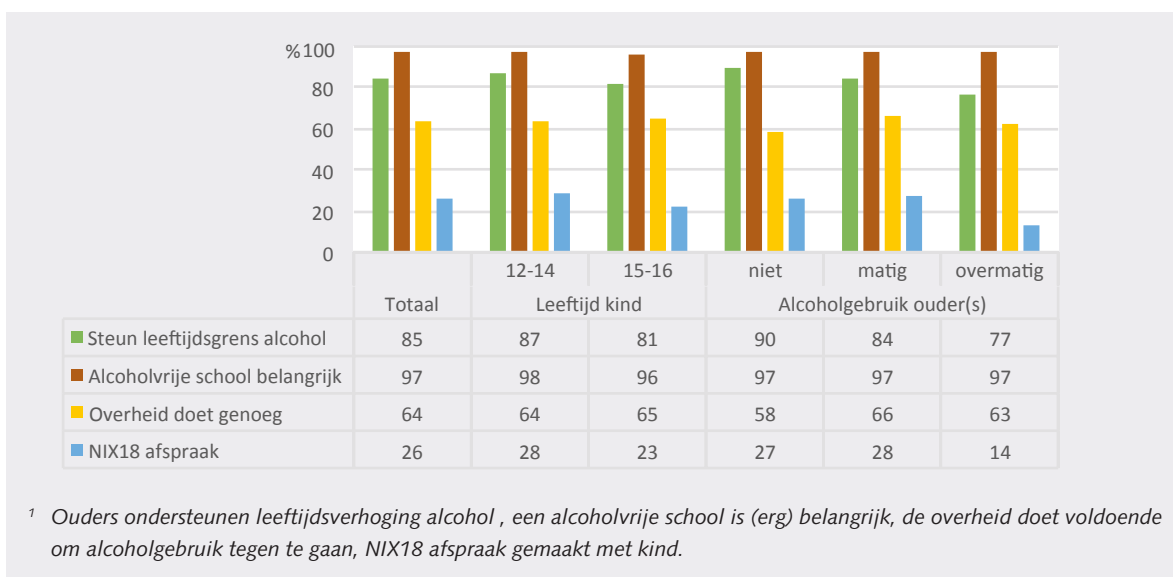 %100
80
60
40
20
0
12-14 15-16 niet matig overmatig
Totaal Leeftijd kind Alcoholgebruik ouder(s)
Steun leeftijdsgrens alcohol 85 87 81 90 84 77
Alcoholvrije school belangrijk 97 98 96 97 97 97
Overheid doet genoeg 64 64 65 58 66 63
NIX18 afspraak 26 28 23 27 28 14
1 Ouders ondersteunen leeftijdsverhoging alcohol , een alcoholvrije school is (erg) belangrijk, de overheid doet voldoende
om alcoholgebruik tegen te gaan, NIX18 afspraak gemaakt met kind.